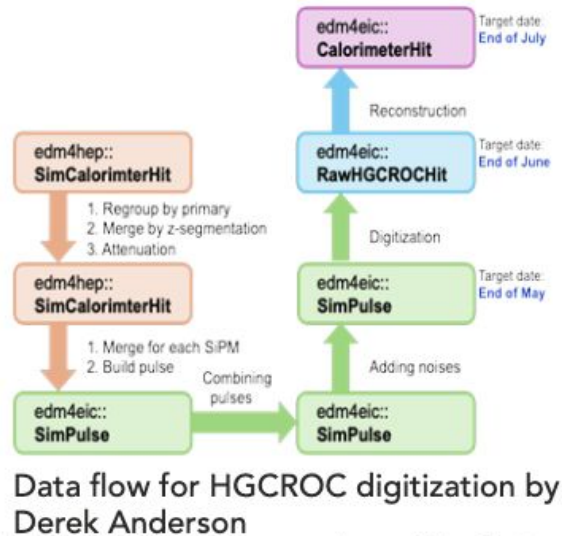 edm4eic::
CalorimeterHit
Target date:
End of July
Reconstruction
edm4hep::
SimCalorimterHit
edm4eic::
RawHGCROCHit
Target date:
End of June
1. Regroup by primary
2. Merge by z-segmentation
3. Attenuation
Digitization
edm4hep::
SimCalorimterHit
edm4eic::
SimPulse
Target date:
End of May
1. Merge for each SiPM
2. Build pulse
Combining
pulses
Adding noises
edm4eic::
SimPulse
edm4eic::
SimPulse
Data flow for HGCROC digitization by
Derek Anderson